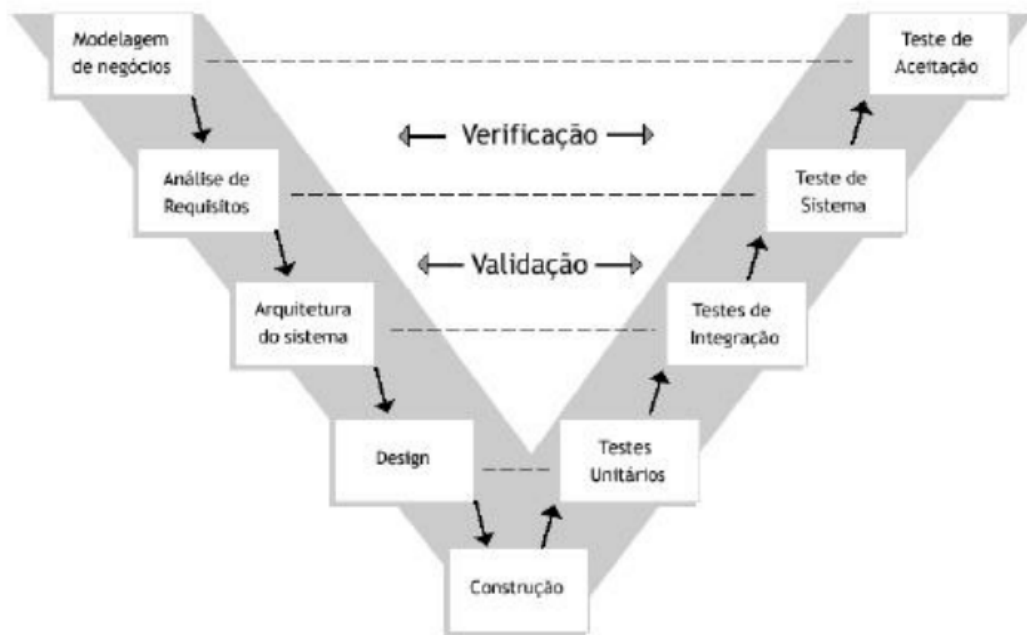 Modelagem
de negócios
Teste de
Aceitação
Verificação
Análise de
Requisitos
Teste de
Sistema
Validação
Arquitetura
do sistema
Testes de
Integração
Design
Testes
Unitários
Construção